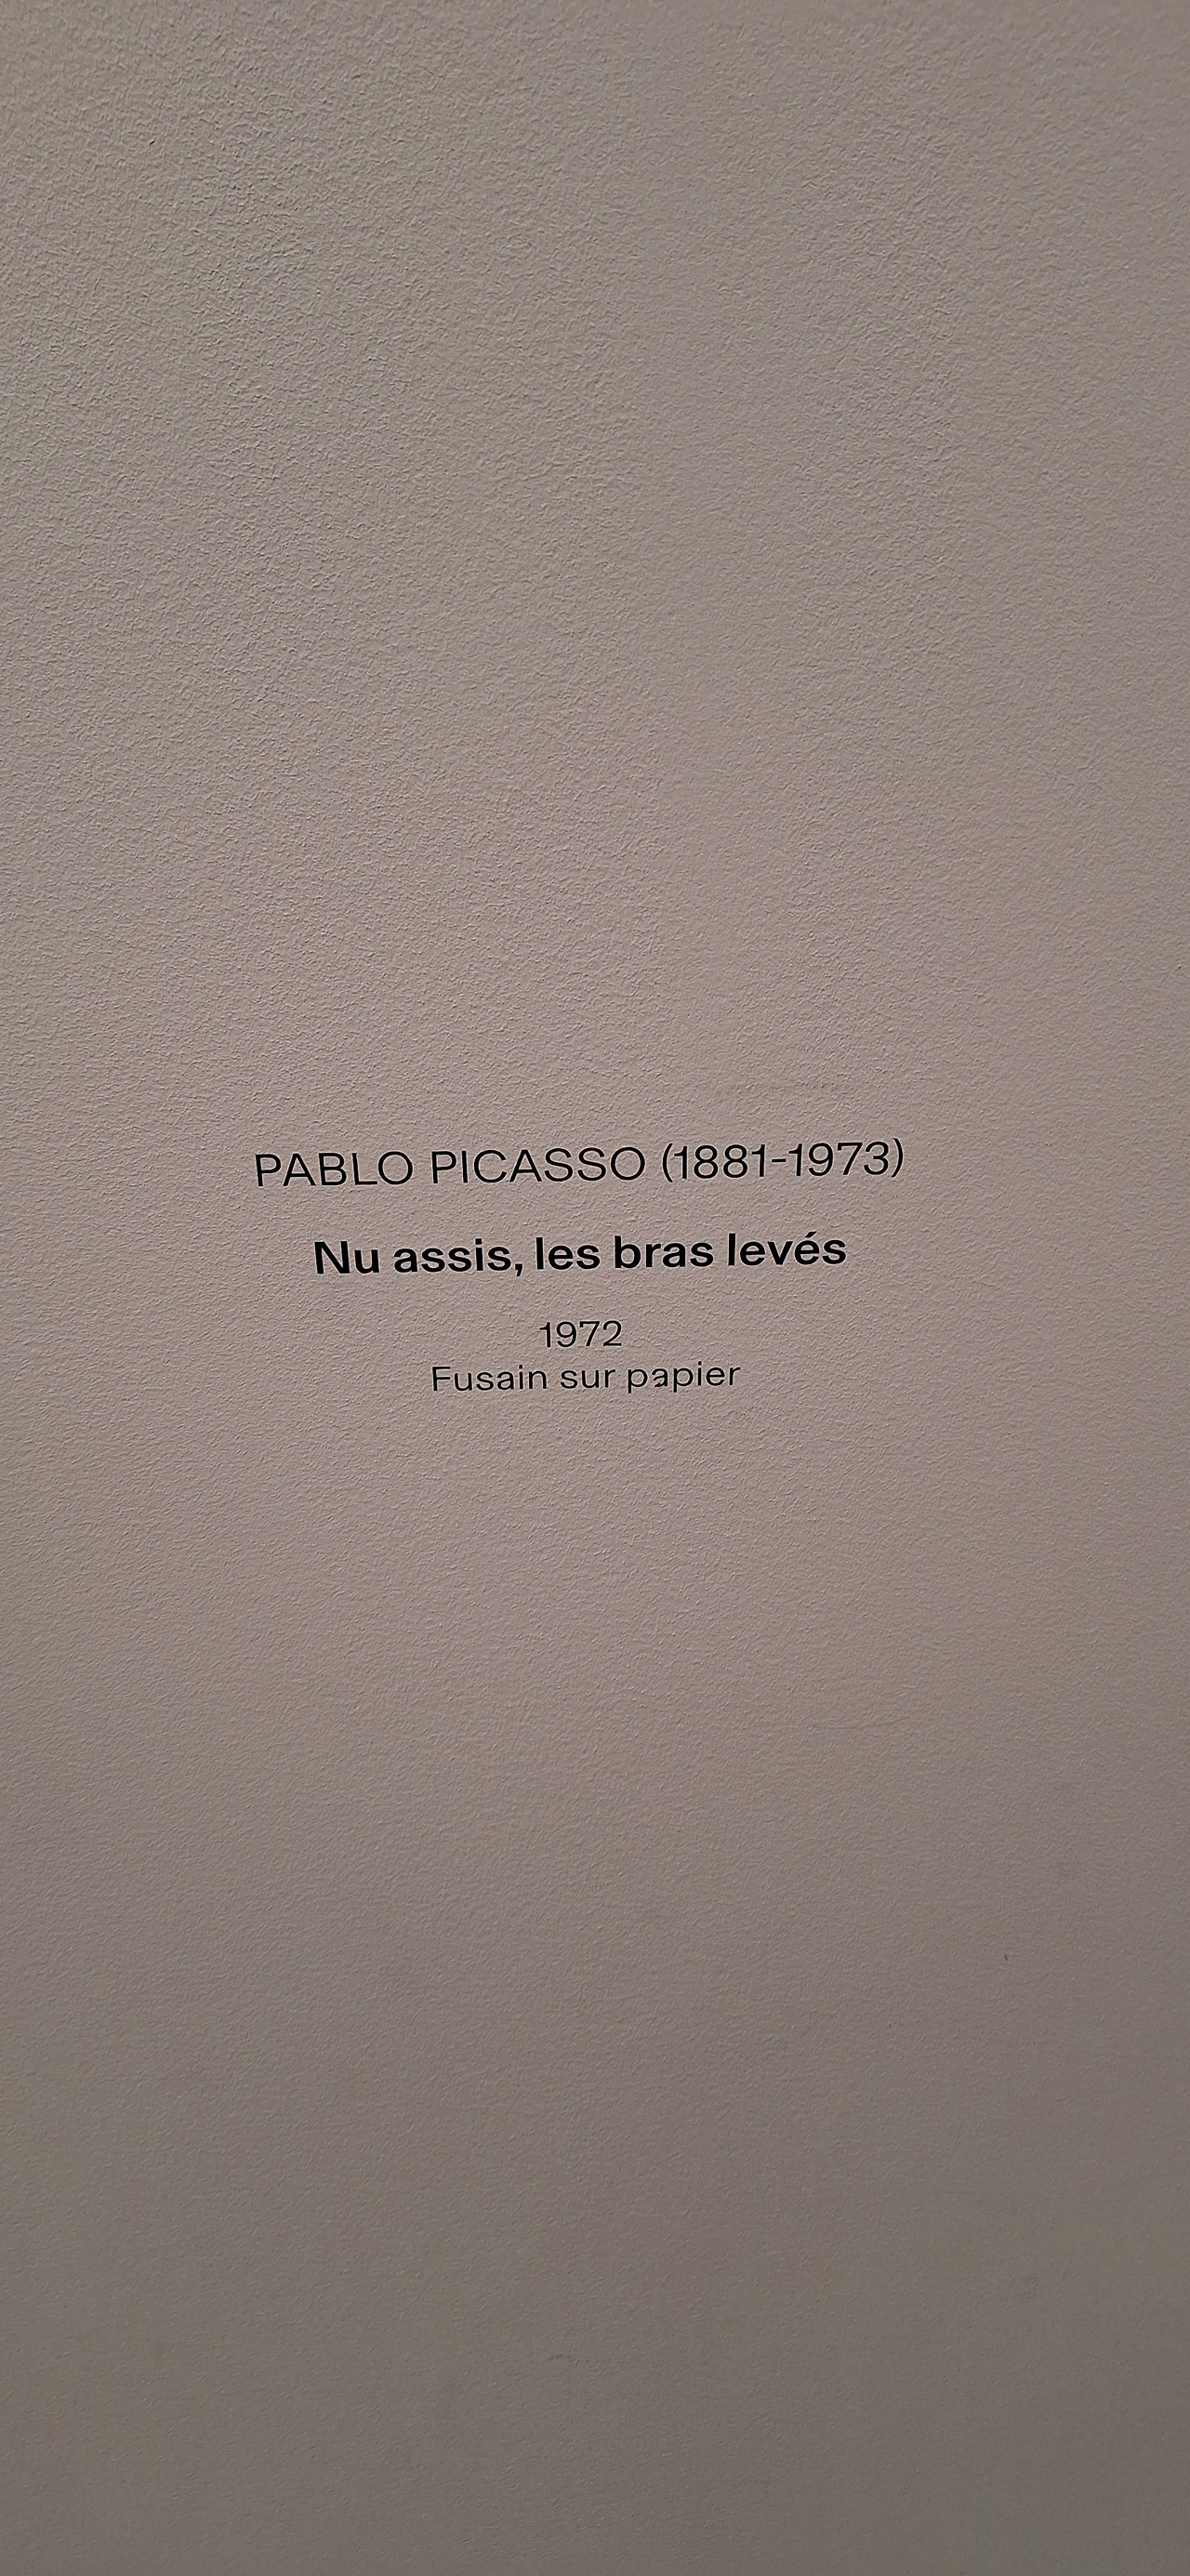 PABLO PICASSO (1881-1973)
Nu assis, les bras levés
1972
Fusain sur papier